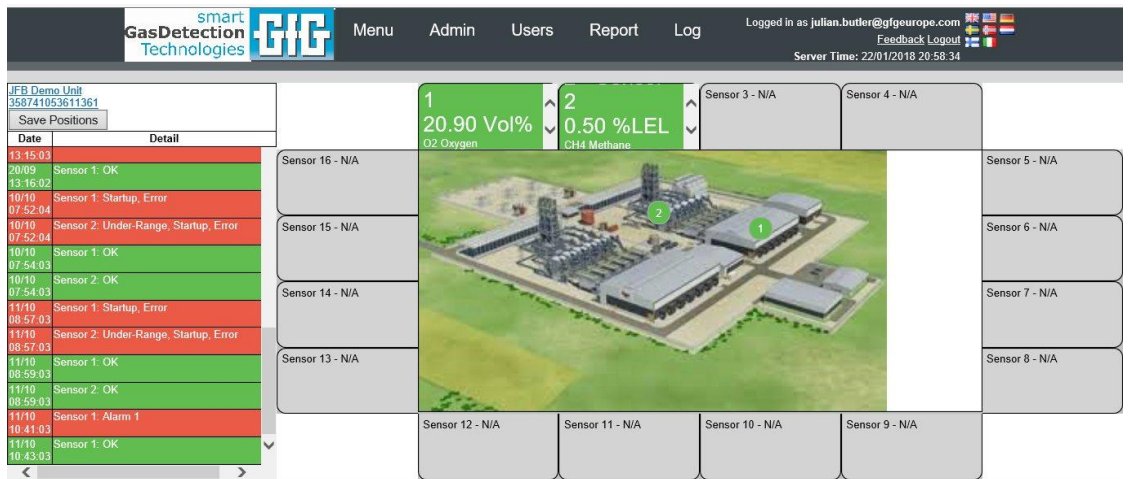 smart
GasDetection
Technologies
GfG
Menu Admin Users Report Log
Logged in as julian.butler@gfgeurope.com
Feedback Logout
Server Time: 22/01/2018 20:58:34
JFB Demo Unit
358741053611361
Save Positions
Date Detail
13:15:03
20/09 Sensor 1: OK
13:16:02
10/10 Sensor 1: Startup, Error
07:52:04
10/10 Sensor 2: Under-Range, Startup, Error
07:52:04
10/10 Sensor 1: OK
07:54:03
10/10 Sensor 2: OK
07:54:03
11/10 Sensor 1: Startup, Error
08:57:03
11/10 Sensor 2: Under-Range, Startup, Error
08:57:03
11/10 Sensor 1: OK
08:59:03
11/10 Sensor 2: OK
08:59:03
11/10 Sensor 1: Alarm 1
10:41:03
11/10 Sensor 1: OK
10:43:03
1
20.90 Vol%
O2 Oxygen
2
0.50 %LEL
CH4 Methane
Sensor 3 - N/A
Sensor 4 - N/A
Sensor 16 - N/A
Sensor 5 - N/A
Sensor 15 - N/A
Sensor 6 - N/A
Sensor 14 - N/A
Sensor 7 - N/A
Sensor 13 - N/A
Sensor 8 - N/A
2
1
Sensor 12 - N/A
Sensor 11 - N/A
Sensor 10 - N/A
Sensor 9 - N/A